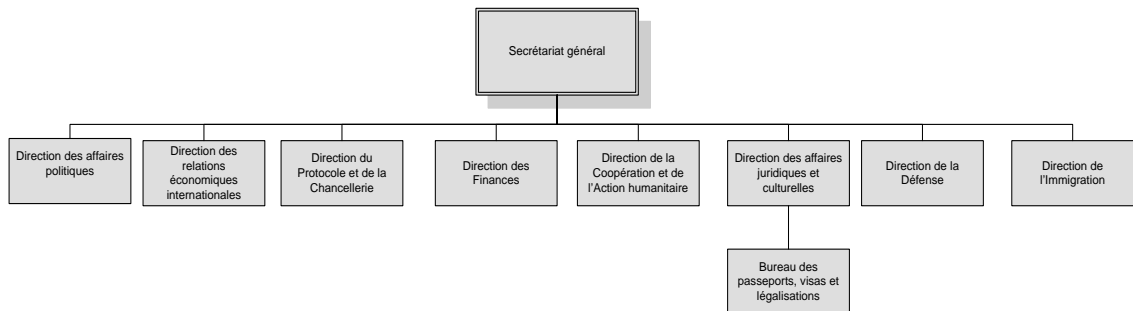 Secrétariat général
Direction des affaires
politiques
Direction des
relations
économiques
internationales
Direction du
Protocole et de la
Chancellerie
Direction des
Finances
Direction de la
Coopération et de
l'Action humanitaire
Direction des affaires
juridiques et
culturelles
Direction de la
Défense
Direction de
l'Immigration
Bureau des
passeports, visas et
légalisations